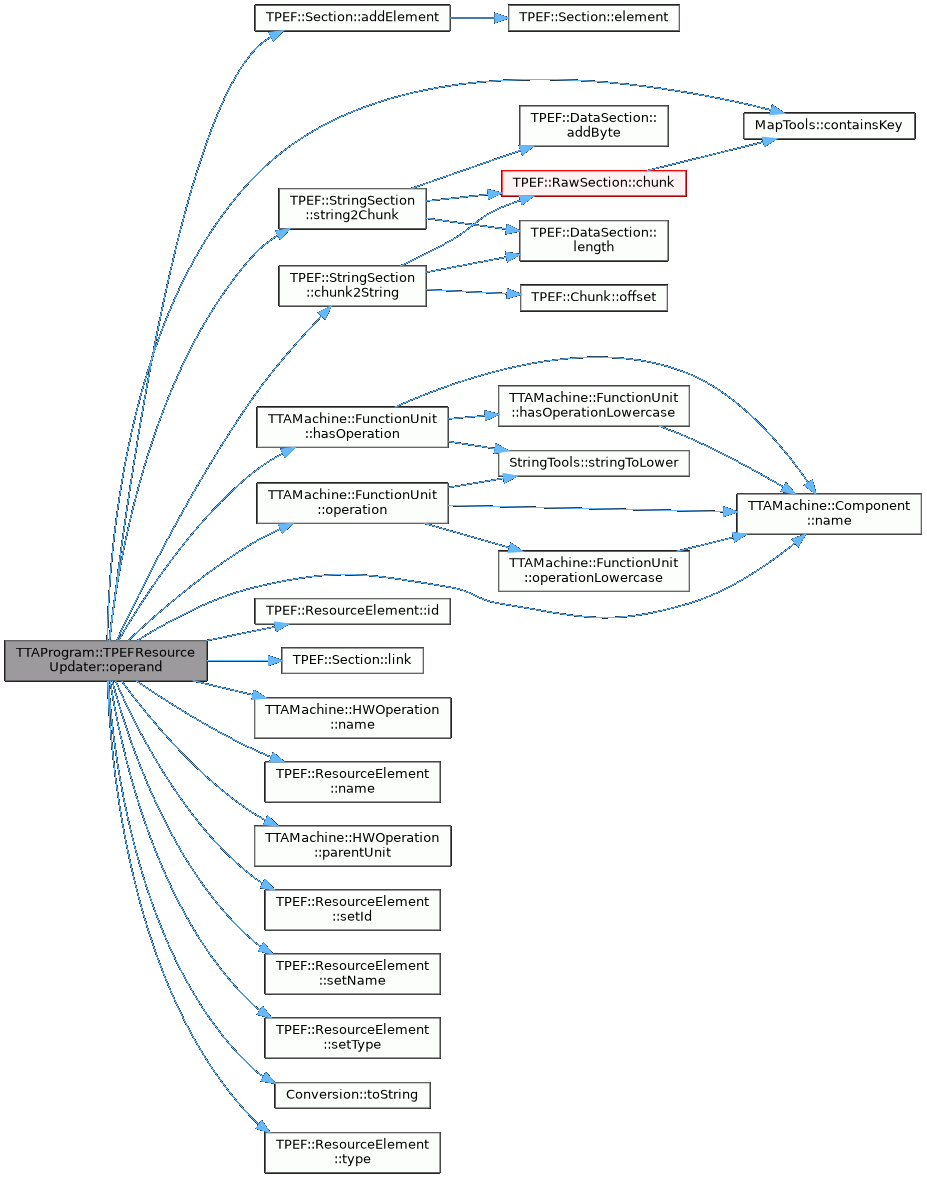 TPEF::Section::addElement
TPEF::Section::element
TPEF::DataSection::
addByte
MapTools::containsKey
TPEF::RawSection::chunk
TPEF::StringSection
::string2Chunk
TPEF::DataSection::
length
TPEF::StringSection
::chunk2String
TPEF::Chunk::offset
TTAMachine::FunctionUnit
::hasOperationLowercase
TTAMachine::FunctionUnit
::hasOperation
StringTools::stringToLower
TTAMachine::FunctionUnit
::operation
TTAMachine::Component
::name
TTAMachine::FunctionUnit
::operationLowercase
TPEF::ResourceElement::id
TTAProgram::TPEFResource
Updater::operand
TPEF::Section::link
TTAMachine::HWOperation
::name
TPEF::ResourceElement
::name
TTAMachine::HWOperation
::parentUnit
TPEF::ResourceElement
::setId
TPEF::ResourceElement
::setName
TPEF::ResourceElement
::setType
Conversion::toString
TPEF::ResourceElement
::type